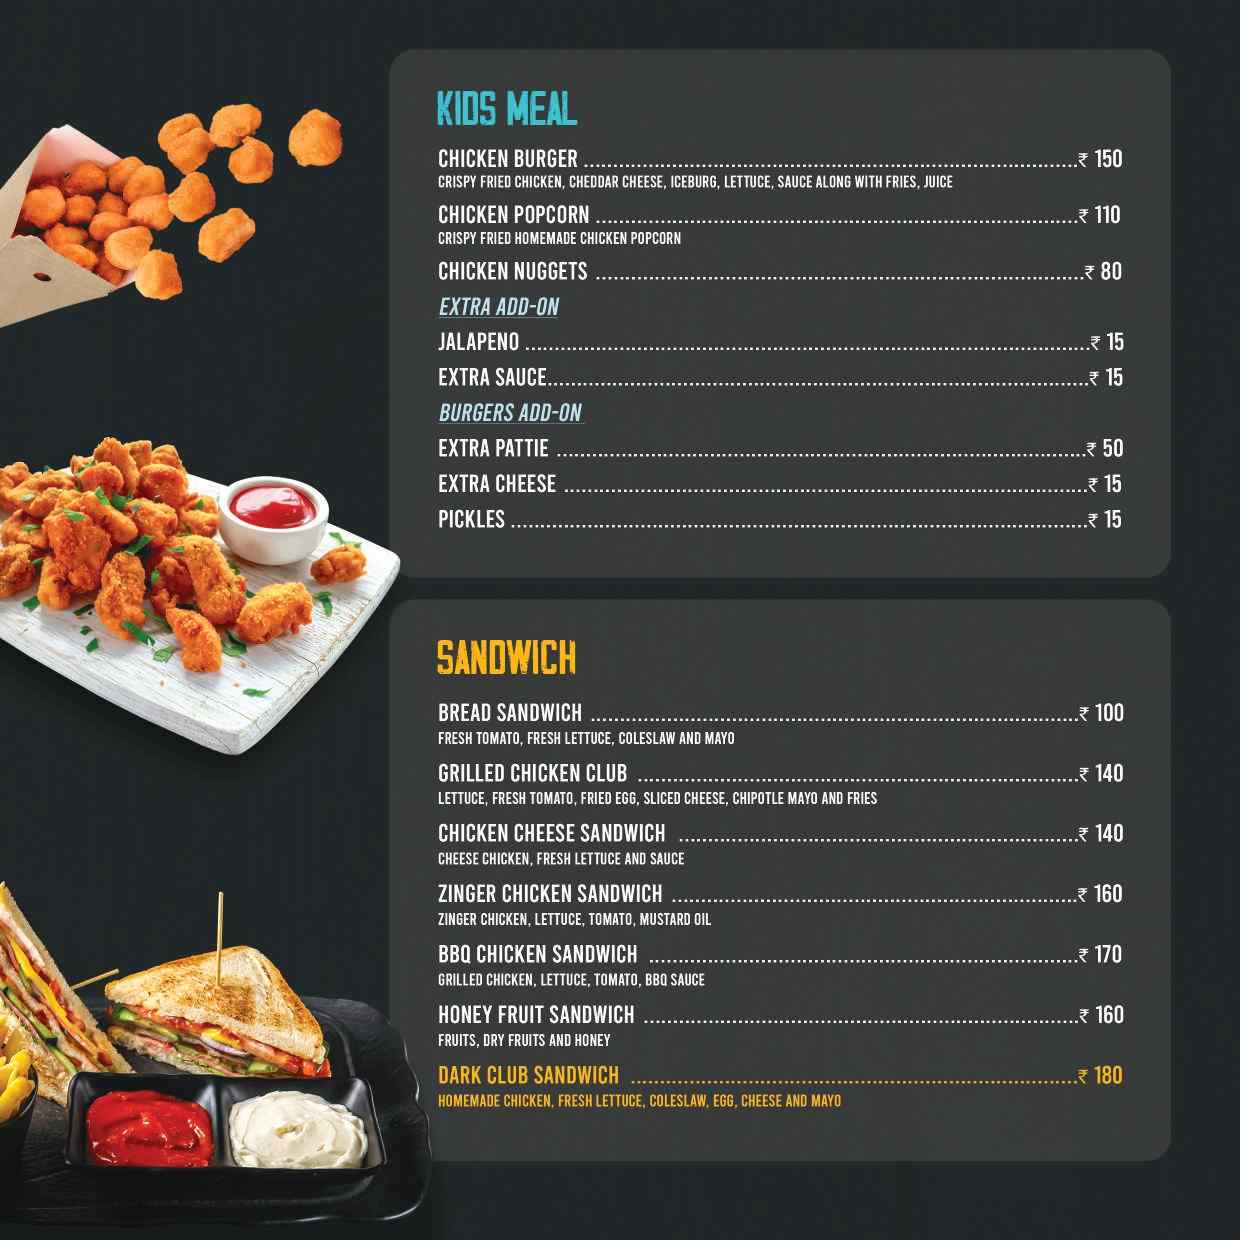 KIDS MEAL
CHICKEN BURGER ₹ 150
CRISPY FRIED CHICKEN, CHEDDAR CHEESE, ICEBURG, LETTUCE, SAUCE ALONG WITH FRIES, JUICE
CHICKEN POPCORN ₹ 110
CRISPY FRIED HOMEMADE CHICKEN POPCORN
CHICKEN NUGGETS ₹ 80
EXTRA ADD-ON
JALAPENO ₹ 15
EXTRA SAUCE ₹ 15
BURGERS ADD-ON
EXTRA PATTIE ₹ 50
EXTRA CHEESE ₹ 15
PICKLES ₹ 15
SANDWICH
BREAD SANDWICH ₹ 100
FRESH TOMATO, FRESH LETTUCE, COLESLAW AND MAYO
GRILLED CHICKEN CLUB ₹ 140
LETTUCE, FRESH TOMATO, FRIED EGG, SLICED CHEESE, CHIPOTLE MAYO AND FRIES
CHICKEN CHEESE SANDWICH ₹ 140
CHEESE CHICKEN, FRESH LETTUCE AND SAUCE
ZINGER CHICKEN SANDWICH ₹ 160
ZINGER CHICKEN, LETTUCE, TOMATO, MUSTARD OIL
BBQ CHICKEN SANDWICH ₹ 170
GRILLED CHICKEN, LETTUCE, TOMATO, BBQ SAUCE
HONEY FRUIT SANDWICH ₹ 160
FRUITS, DRY FRUITS AND HONEY
DARK CLUB SANDWICH ₹ 180
HOMEMADE CHICKEN, FRESH LETTUCE, COLESLAW, EGG, CHEESE AND MAYO